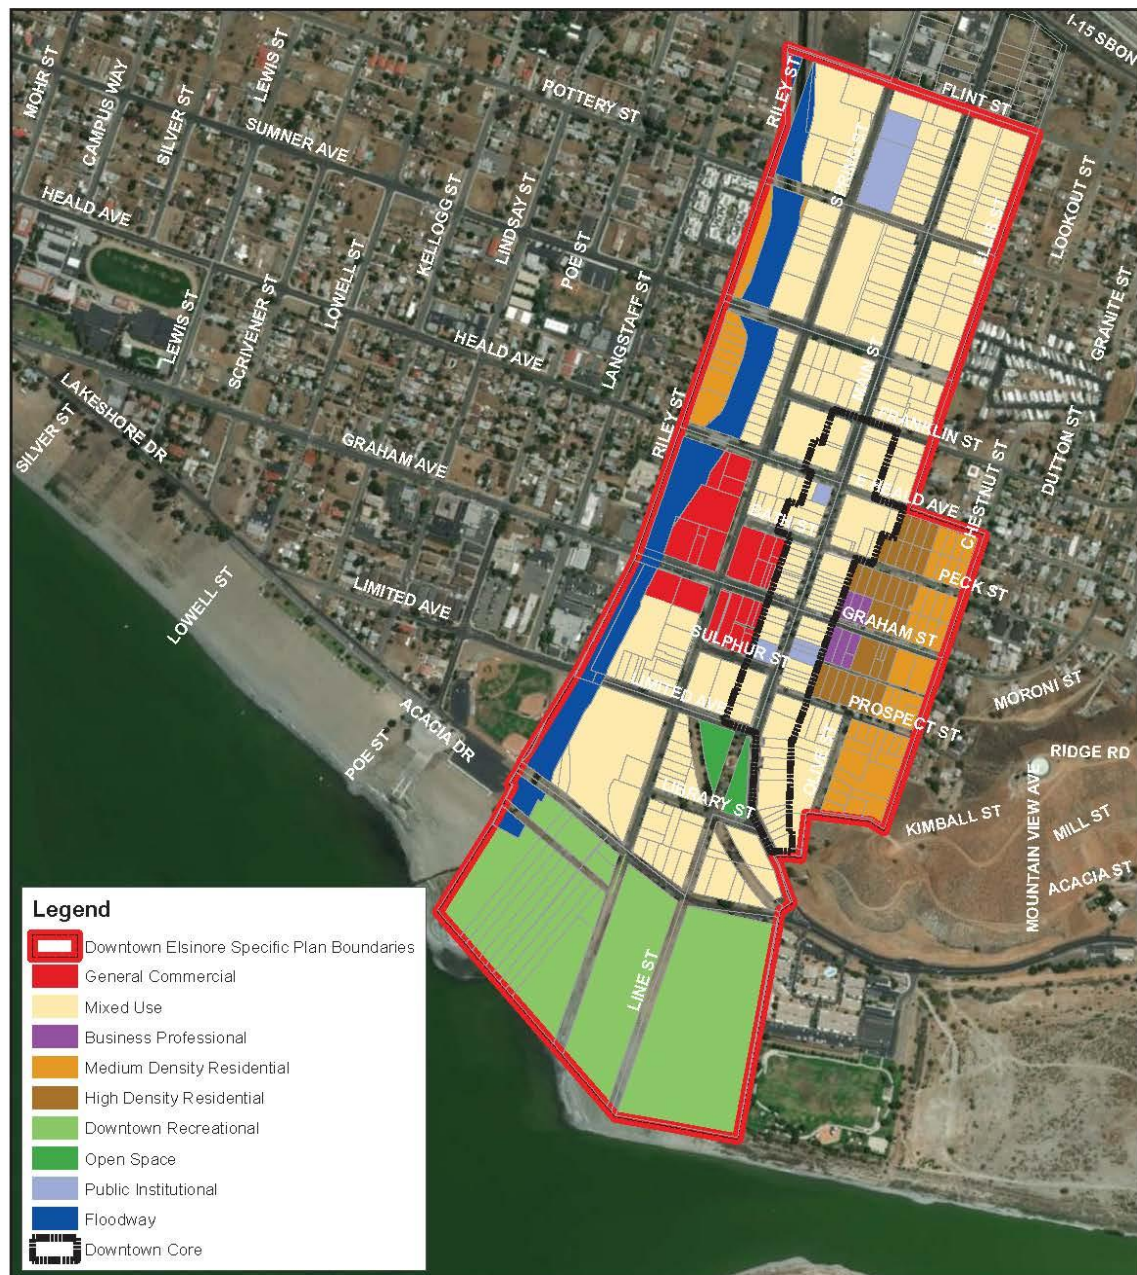 I-15 SBON
MOHR ST
CAMPUS WAY
SILVER ST
LEWIS ST
SUMNER AVE
POTTERY ST
RILEY ST
FLINT ST
HEALD AVE
KELLOGG ST
LINDSAY ST
POE ST
LOOKOUT ST
LEWIS ST
SCRIVENER ST
LOWELL ST
HEALD AVE
LANGSTAFF ST
GRANITE ST
MAIN ST
LAKESHORE DR
SILVER ST
GRAHAM AVE
RILEY ST
FRANKLIN ST
DUTTON ST
CHESTNUT ST
HEALD AVE
PECK ST
LOWELL ST
LIMITED AVE
GRAHAM ST
SULPHUR ST
LIMITED AVE
PROSPECT ST
MORONI ST
POE ST
ACACIA DR
RIDGE RD
LIBRARY ST
KIMBALL ST
MOUNTAIN VIEW AVE
MILL ST
ACACIA ST
LINE ST
Legend
Downtown Elsinore Specific Plan Boundaries
General Commercial
Mixed Use
Business Professional
Medium Density Residential
High Density Residential
Downtown Recreational
Open Space
Public Institutional
Floodway
Downtown Core